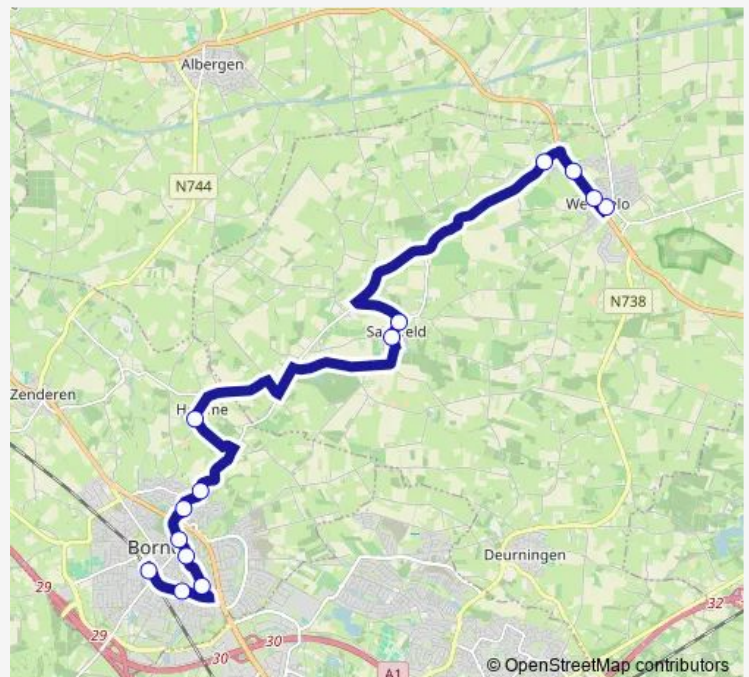 Albergen
N744
N738
Zenderen
Deurningen
29
29
30
30
32
A1
© OpenStreetMap contributors